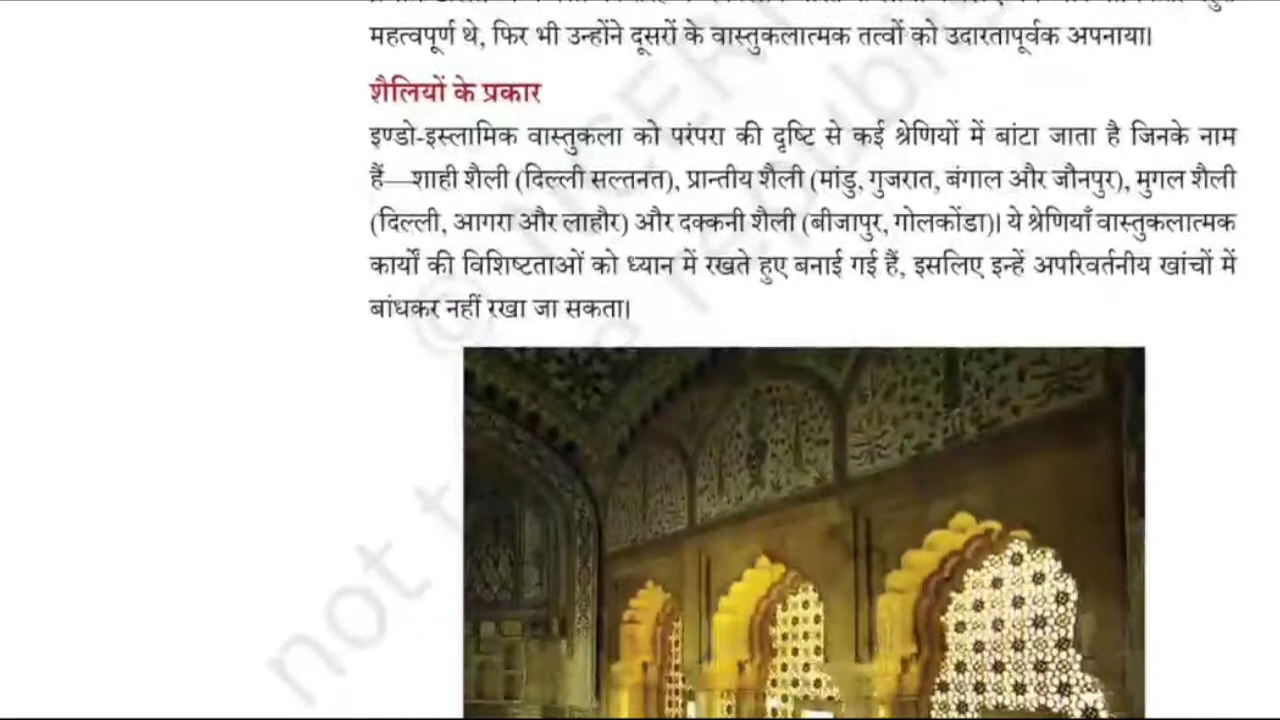 महत्वपूर्ण थे, फिर भी उन्होंने दूसरों के वास्तुकलात्मक तत्वों को उदारतापूर्वक अपनाया।
शैलियों के प्रकार
इण्डो-इस्लामिक वास्तुकला को परंपरा की दृष्टि से कई श्रेणियों में बांटा जाता है जिनके नाम
हैं—शाही शैली (दिल्ली सल्तनत), प्रान्तीय शैली (मांडु, गुजरात, बंगाल और जौनपुर), मुगल शैली
(दिल्ली, आगरा और लाहौर) और दक्कनी शैली (बीजापुर, गोलकोंडा)। ये श्रेणियाँ वास्तुकलात्मक
कार्यों की विशिष्टताओं को ध्यान में रखते हुए बनाई गई हैं, इसलिए इन्हें अपरिवर्तनीय खांचों में
बांधकर नहीं रखा जा सकता।
© NCERT
not